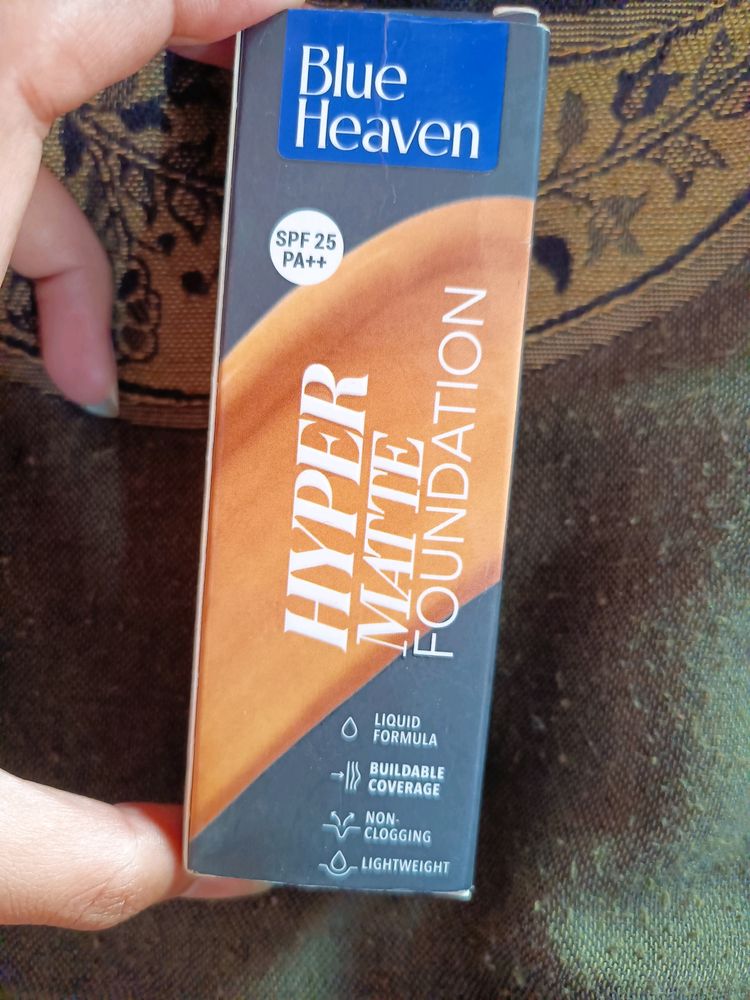 Blue
Heaven
SPF 25
PA++
HYPER
MATTE
FOUNDATION
LIQUID
FORMULA
BUILDABLE
COVERAGE
NON-
CLOGGING
LIGHTWEIGHT